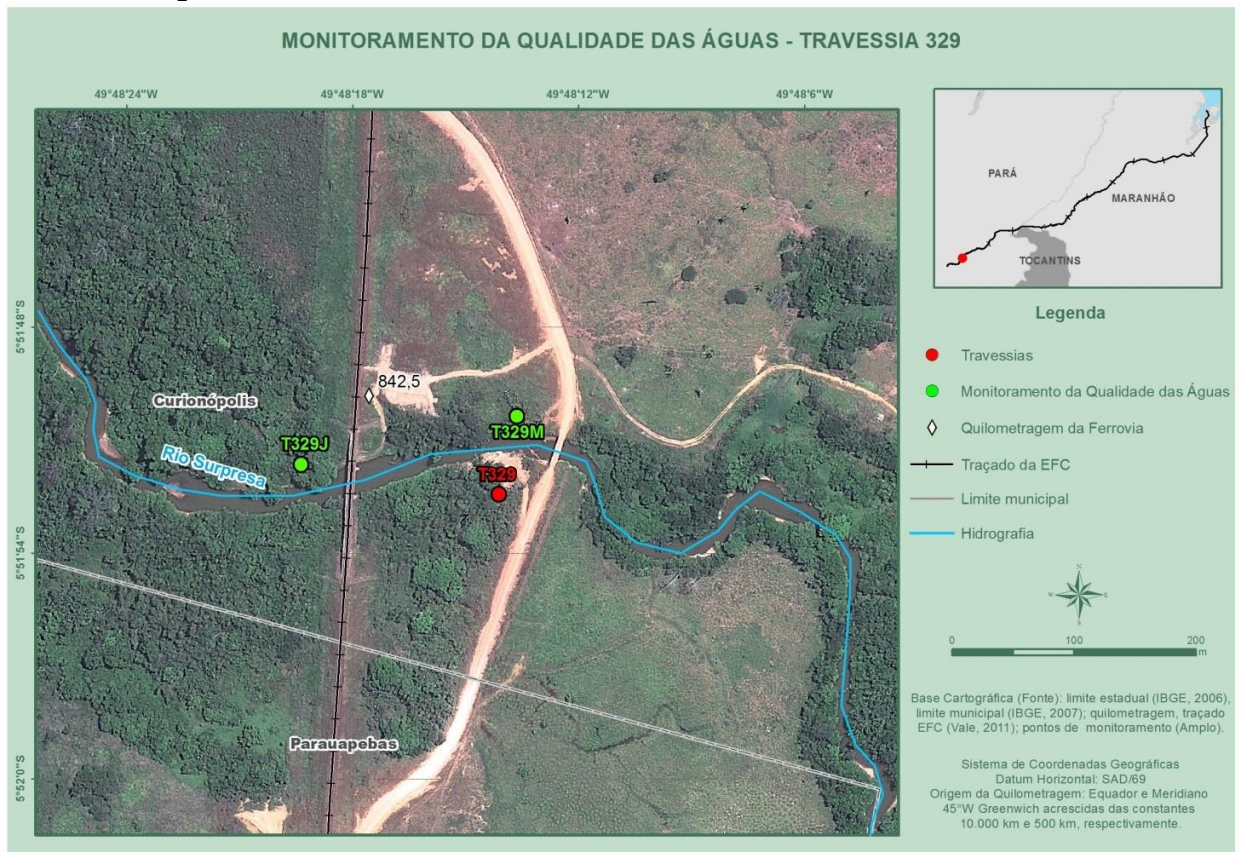 MONITORAMENTO DA QUALIDADE DAS ÁGUAS - TRAVESSIA 329
49°48'24"W
49°48'18"W
49°48'12"W
49°48'6"W
5°51'48"S
5°51'54"S
5°52'0"S
842,5
Curionópolis
T329J
T329M
Rio Surpresa
T329
Parauapebas
PARÁ
MARANHÃO
TOCANTINS
Legenda
Travessias
Monitoramento da Qualidade das Águas
Quilometragem da Ferrovia
Traçado da EFC
Limite municipal
Hidrografia
N
W
E
S
0
100
200
m
Base Cartográfica (Fonte): limite estadual (IBGE, 2006),
limite municipal (IBGE, 2007); quilometragem, traçado
EFC (Vale, 2011); pontos de monitoramento (Amplo).
Sistema de Coordenadas Geográficas
Datum Horizontal: SAD/69
Origem da Quilometragem: Equador e Meridiano
45°W Greenwich acrescidas das constantes
10.000 km e 500 km, respectivamente.